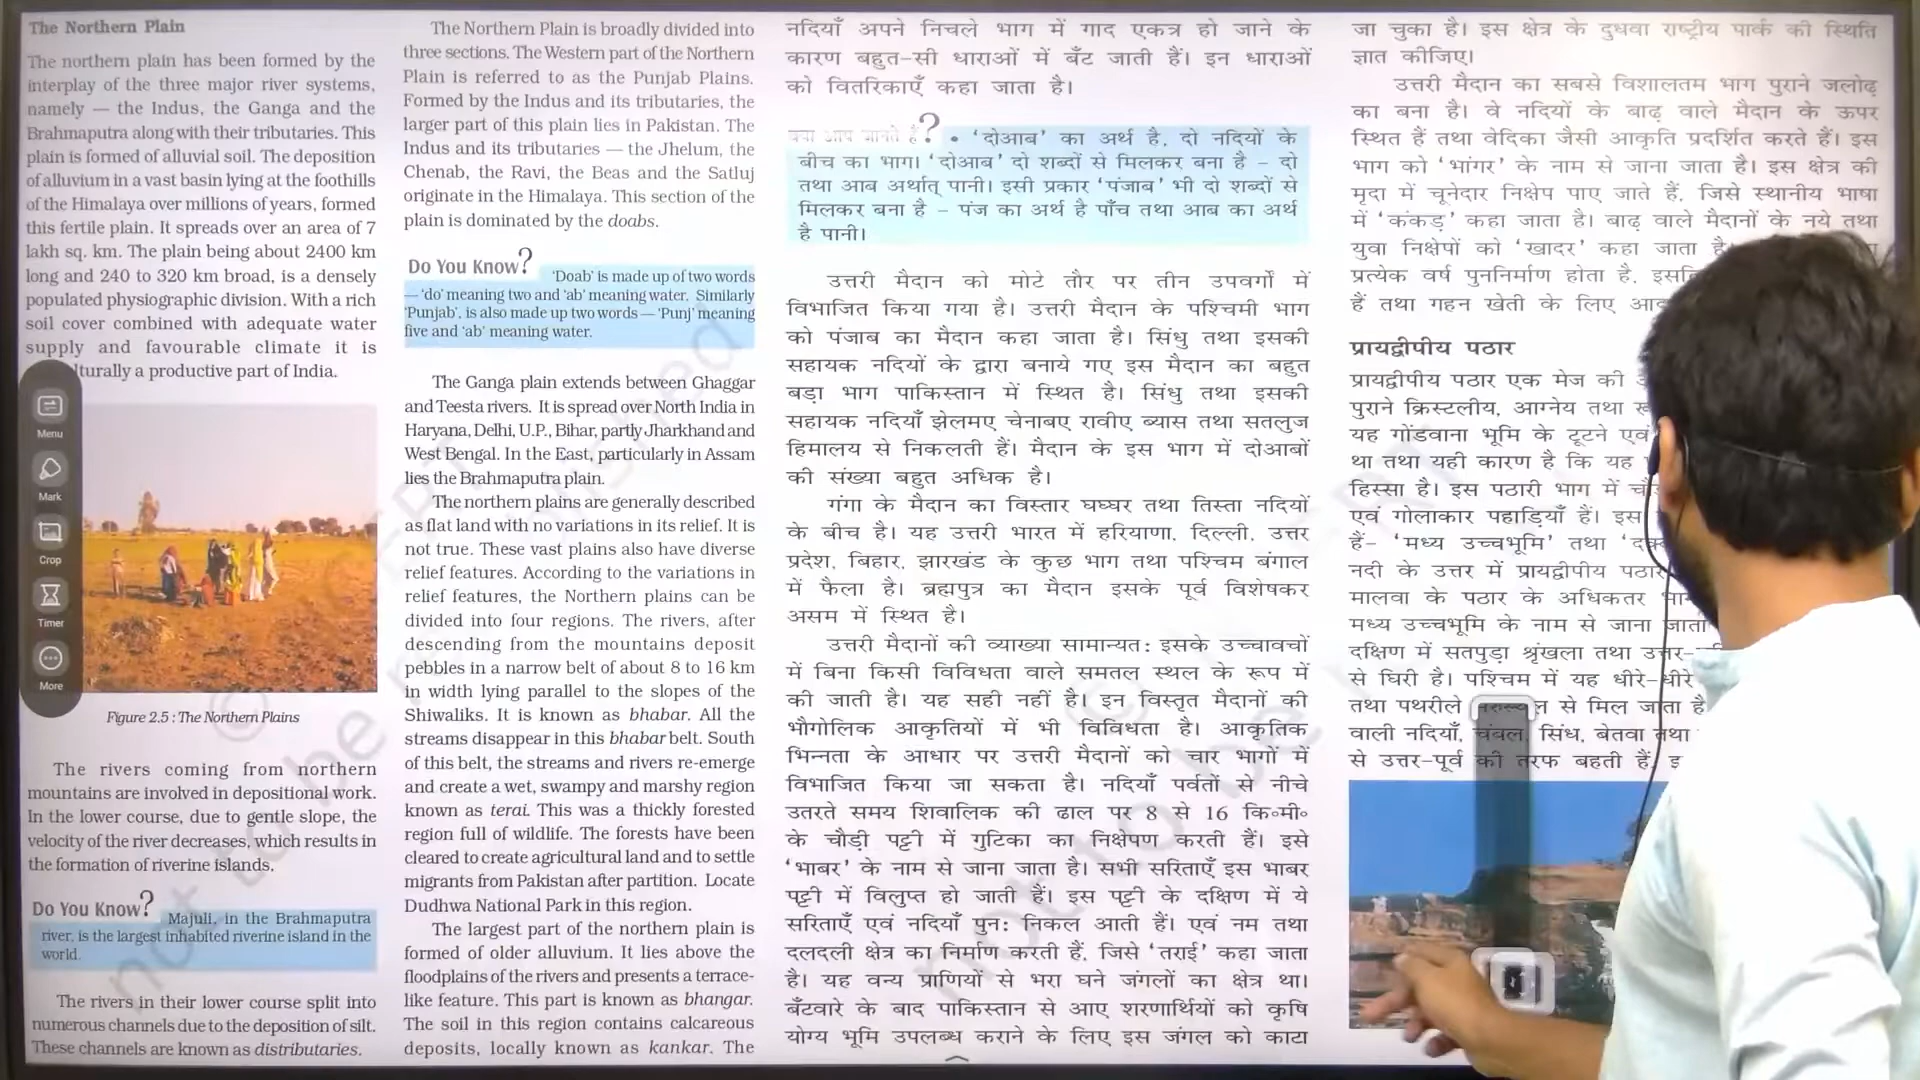 The Northern Plain
The northern plain has been formed by the
interplay of the three major river systems,
namely — the Indus, the Ganga and the
Brahmaputra along with their tributaries. This
plain is formed of alluvial soil. The deposition
of alluvium in a vast basin lying at the foothills
of the Himalaya over millions of years, formed
this fertile plain. It spreads over an area of 7
lakh sq. km. The plain being about 2400 km
long and 240 to 320 km broad, is a densely
populated physiographic division. With a rich
soil cover combined with adequate water
supply and favourable climate it is
lturally a productive part of India.
Menu
Mark
Crop
Timer
More
Figure 2.5 : The Northern Plains
The rivers coming from northern
mountains are involved in depositional work.
In the lower course, due to gentle slope, the
velocity of the river decreases, which results in
the formation of riverine islands.
Do You Know?
Majuli, in the Brahmaputra
river, is the largest inhabited riverine island in the
world.
The rivers in their lower course split into
numerous channels due to the deposition of silt.
These channels are known as distributaries.
The Northern Plain is broadly divided into
three sections. The Western part of the Northern
Plain is referred to as the Punjab Plains.
Formed by the Indus and its tributaries, the
larger part of this plain lies in Pakistan. The
Indus and its tributaries — the Jhelum, the
Chenab, the Ravi, the Beas and the Satluj
originate in the Himalaya. This section of the
plain is dominated by the doabs.
Do You Know?
'Doab' is made up of two words
— 'do' meaning two and 'ab' meaning water. Similarly
'Punjab', is also made up two words — 'Punj' meaning
five and 'ab' meaning water.
The Ganga plain extends between Ghaggar
and Teesta rivers. It is spread over North India in
Haryana, Delhi, U.P., Bihar, partly Jharkhand and
West Bengal. In the East, particularly in Assam
lies the Brahmaputra plain.
The northern plains are generally described
as flat land with no variations in its relief. It is
not true. These vast plains also have diverse
relief features. According to the variations in
relief features, the Northern plains can be
divided into four regions. The rivers, after
descending from the mountains deposit
pebbles in a narrow belt of about 8 to 16 km
in width lying parallel to the slopes of the
Shiwaliks. It is known as bhabar. All the
streams disappear in this bhabar belt. South
of this belt, the streams and rivers re-emerge
and create a wet, swampy and marshy region
known as terai. This was a thickly forested
region full of wildlife. The forests have been
cleared to create agricultural land and to settle
migrants from Pakistan after partition. Locate
Dudhwa National Park in this region.
The largest part of the northern plain is
formed of older alluvium. It lies above the
floodplains of the rivers and presents a terrace-
like feature. This part is known as bhangar.
The soil in this region contains calcareous
deposits, locally known as kankar. The
नदियाँ अपने निचले भाग में गाद एकत्र हो जाने के
कारण बहुत-सी धाराओं में बँट जाती हैं। इन धाराओं
को वितरिकाएँ कहा जाता है।
क्या आप जानते हैं? • 'दोआब' का अर्थ है, दो नदियों के
बीच का भाग। 'दोआब' दो शब्दों से मिलकर बना है – दो
तथा आब अर्थात् पानी। इसी प्रकार 'पंजाब' भी दो शब्दों से
मिलकर बना है – पंज का अर्थ है पाँच तथा आब का अर्थ
है पानी।
उत्तरी मैदान को मोटे तौर पर तीन उपवर्गों में
विभाजित किया गया है। उत्तरी मैदान के पश्चिमी भाग
को पंजाब का मैदान कहा जाता है। सिंधु तथा इसकी
सहायक नदियों के द्वारा बनाये गए इस मैदान का बहुत
बड़ा भाग पाकिस्तान में स्थित है। सिंधु तथा इसकी
सहायक नदियाँ झेलमए चेनाबए रावीए ब्यास तथा सतलुज
हिमालय से निकलती हैं। मैदान के इस भाग में दोआबों
की संख्या बहुत अधिक है।
गंगा के मैदान का विस्तार घघ्घर तथा तिस्ता नदियों
के बीच है। यह उत्तरी भारत में हरियाणा, दिल्ली, उत्तर
प्रदेश, बिहार, झारखंड के कुछ भाग तथा पश्चिम बंगाल
में फैला है। ब्रह्मपुत्र का मैदान इसके पूर्व विशेषकर
असम में स्थित है।
उत्तरी मैदानों की व्याख्या सामान्यत: इसके उच्चावचों
में बिना किसी विविधता वाले समतल स्थल के रूप में
की जाती है। यह सही नहीं है। इन विस्तृत मैदानों की
भौगोलिक आकृतियों में भी विविधता है। आकृतिक
भिन्नता के आधार पर उत्तरी मैदानों को चार भागों में
विभाजित किया जा सकता है। नदियाँ पर्वतों से नीचे
उतरते समय शिवालिक की ढाल पर 8 से 16 कि॰मी॰
के चौड़ी पट्टी में गुटिका का निक्षेपण करती हैं। इसे
'भाबर' के नाम से जाना जाता है। सभी सरिताएँ इस भाबर
पट्टी में विलुप्त हो जाती हैं। इस पट्टी के दक्षिण में ये
सरिताएँ एवं नदियाँ पुन: निकल आती हैं। एवं नम तथा
दलदली क्षेत्र का निर्माण करती हैं, जिसे 'तराई' कहा जाता
है। यह वन्य प्राणियों से भरा घने जंगलों का क्षेत्र था।
बँटवारे के बाद पाकिस्तान से आए शरणार्थियों को कृषि
योग्य भूमि उपलब्ध कराने के लिए इस जंगल को काटा
जा चुका है। इस क्षेत्र के दुधवा राष्ट्रीय पार्क की स्थिति
ज्ञात कीजिए।
उत्तरी मैदान का सबसे विशालतम भाग पुराने जलोढ़
का बना है। वे नदियों के बाढ़ वाले मैदान के ऊपर
स्थित हैं तथा वेदिका जैसी आकृति प्रदर्शित करते हैं। इस
भाग को 'भांगर' के नाम से जाना जाता है। इस क्षेत्र की
मृदा में चूनेदार निक्षेप पाए जाते हैं, जिसे स्थानीय भाषा
में 'कंकड़' कहा जाता है। बाढ़ वाले मैदानों के नये तथा
युवा निक्षेपों को 'खादर' कहा जाता है
प्रत्येक वर्ष पुननिर्माण होता है,
हैं तथा गहन खेती के लिए
प्रायद्वीपीय पठार
प्रायद्वीपीय पठार एक मेज की
पुराने क्रिस्टलीय, आग्नेय तथा
यह गोंडवाना भूमि के टूटने एवं
था तथा यही कारण है कि यह
हिस्सा है। इस पठारी भाग में
एवं गोलाकार पहाड़ियाँ हैं। इस
हैं– 'मध्य उच्चभूमि' तथा
नदी के उत्तर में प्रायद्वीपीय पठार
मालवा के पठार के अधिकतर
मध्य उच्चभूमि के नाम से जाना जाता
दक्षिण में सतपुड़ा श्रृंखला तथा उत्तर–
से घिरी है। पश्चिम में यह धीरे–धीरे
तथा पथरीले से मिल जाता है
वाली नदियाँ, चंबल, सिंध, बेतवा तथा
से उत्तर–पूर्व की तरफ बहती हैं,